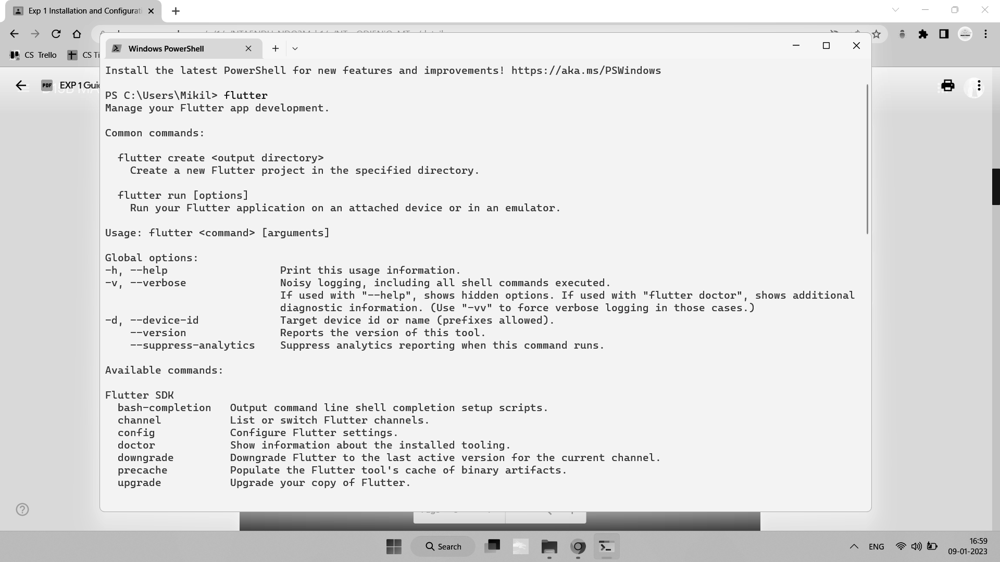 Exp 1 Installation and Configurati
CS Trello
CS Ti
Windows PowerShell
PDF EXP 1 Guid
Install the latest PowerShell for new features and improvements! https://aka.ms/PSWindows
PS C:\Users\Mikil> flutter
Manage your Flutter app development.
Common commands:
flutter create <output directory>
Create a new Flutter project in the specified directory.
flutter run [options]
Run your Flutter application on an attached device or in an emulator.
Usage: flutter <command> [arguments]
Global options:
-h, --help Print this usage information.
-v, --verbose Noisy logging, including all shell commands executed.
If used with "--help", shows hidden options. If used with "flutter doctor", shows additional
diagnostic information. (Use "-vv" to force verbose logging in those cases.)
-d, --device-id Target device id or name (prefixes allowed).
--version Reports the version of this tool.
--suppress-analytics Suppress analytics reporting when this command runs.
Available commands:
Flutter SDK
bash-completion Output command line shell completion setup scripts.
channel List or switch Flutter channels.
config Configure Flutter settings.
doctor Show information about the installed tooling.
downgrade Downgrade Flutter to the last active version for the current channel.
precache Populate the Flutter tool's cache of binary artifacts.
upgrade Upgrade your copy of Flutter.
Search
ENG
16:59
09-01-2023